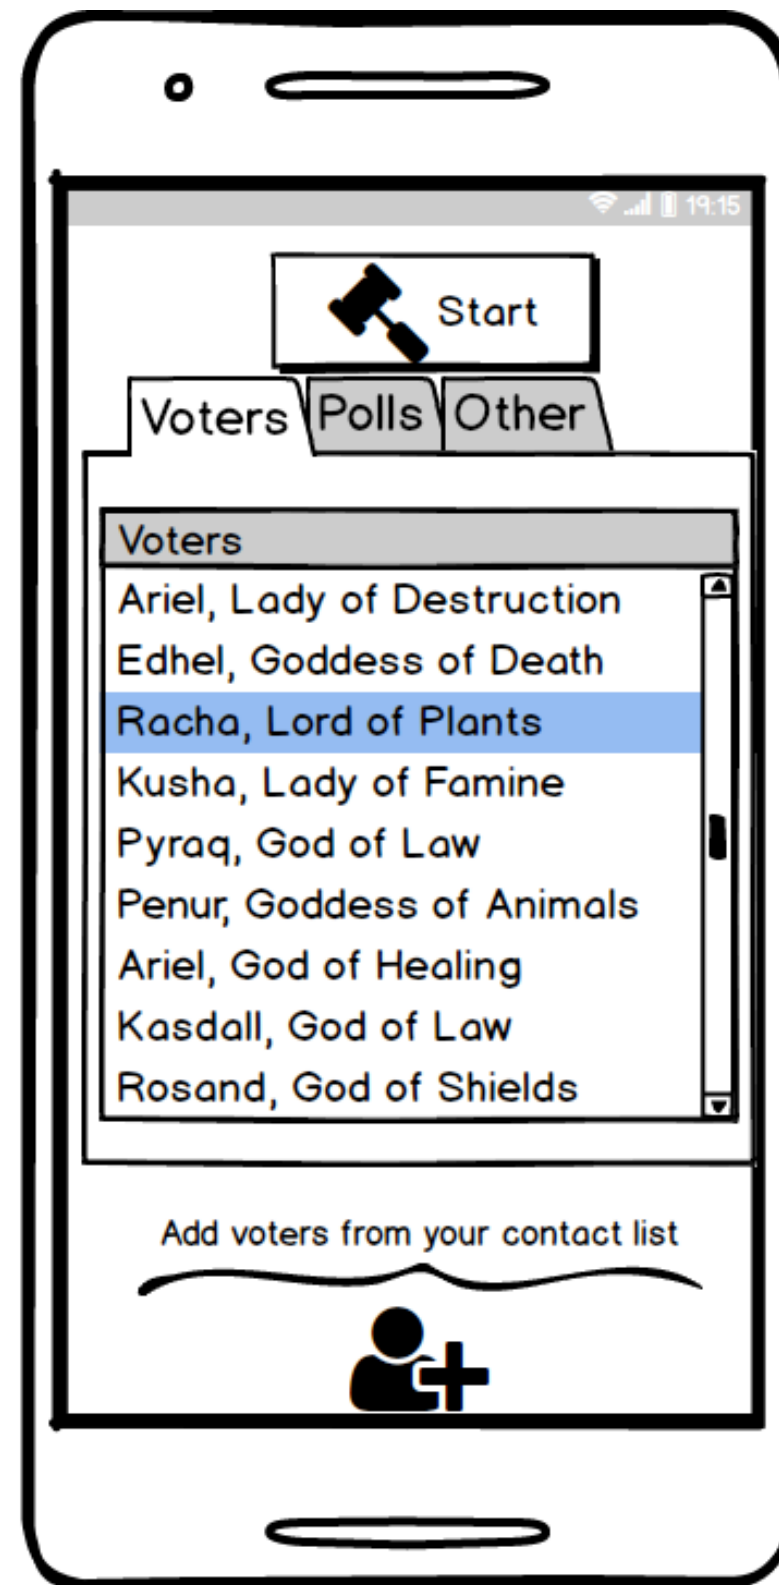 19:15
Start
Voters Polls Other
Voters
Ariel, Lady of Destruction
Edhel, Goddess of Death
Racha, Lord of Plants
Kusha, Lady of Famine
Pyraq, God of Law
Penur, Goddess of Animals
Ariel, God of Healing
Kasdall, God of Law
Rosand, God of Shields
Add voters from your contact list